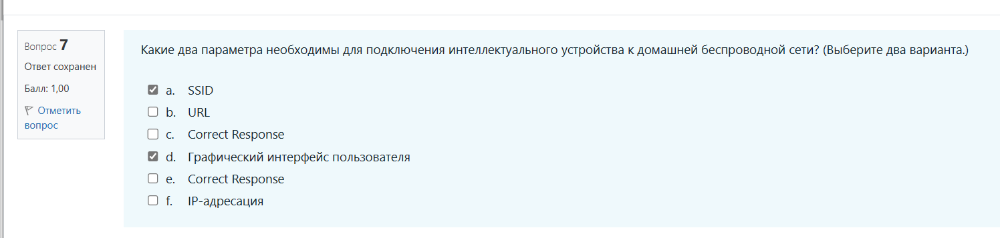 Вопрос 7
Ответ сохранен
Балл: 1,00
Отметить
вопрос
Какие два параметра необходимы для подключения интеллектуального устройства к домашней беспроводной сети? (Выберите два варианта.)
a. SSID
b. URL
c. Correct Response
d. Графический интерфейс пользователя
e. Correct Response
f. IP-адресация